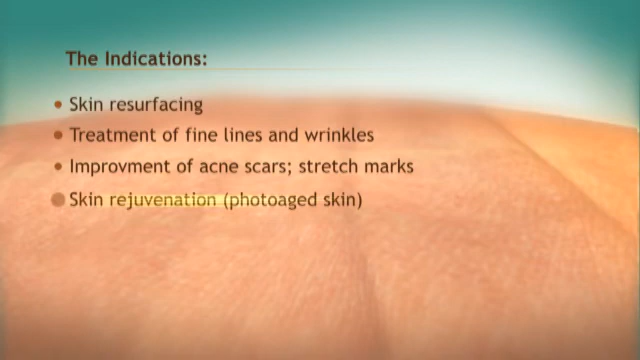 The Indications:
• Skin resurfacing
• Treatment of fine lines and wrinkles
• Improvment of acne scars; stretch marks
• Skin rejuvenation (photoaged skin)